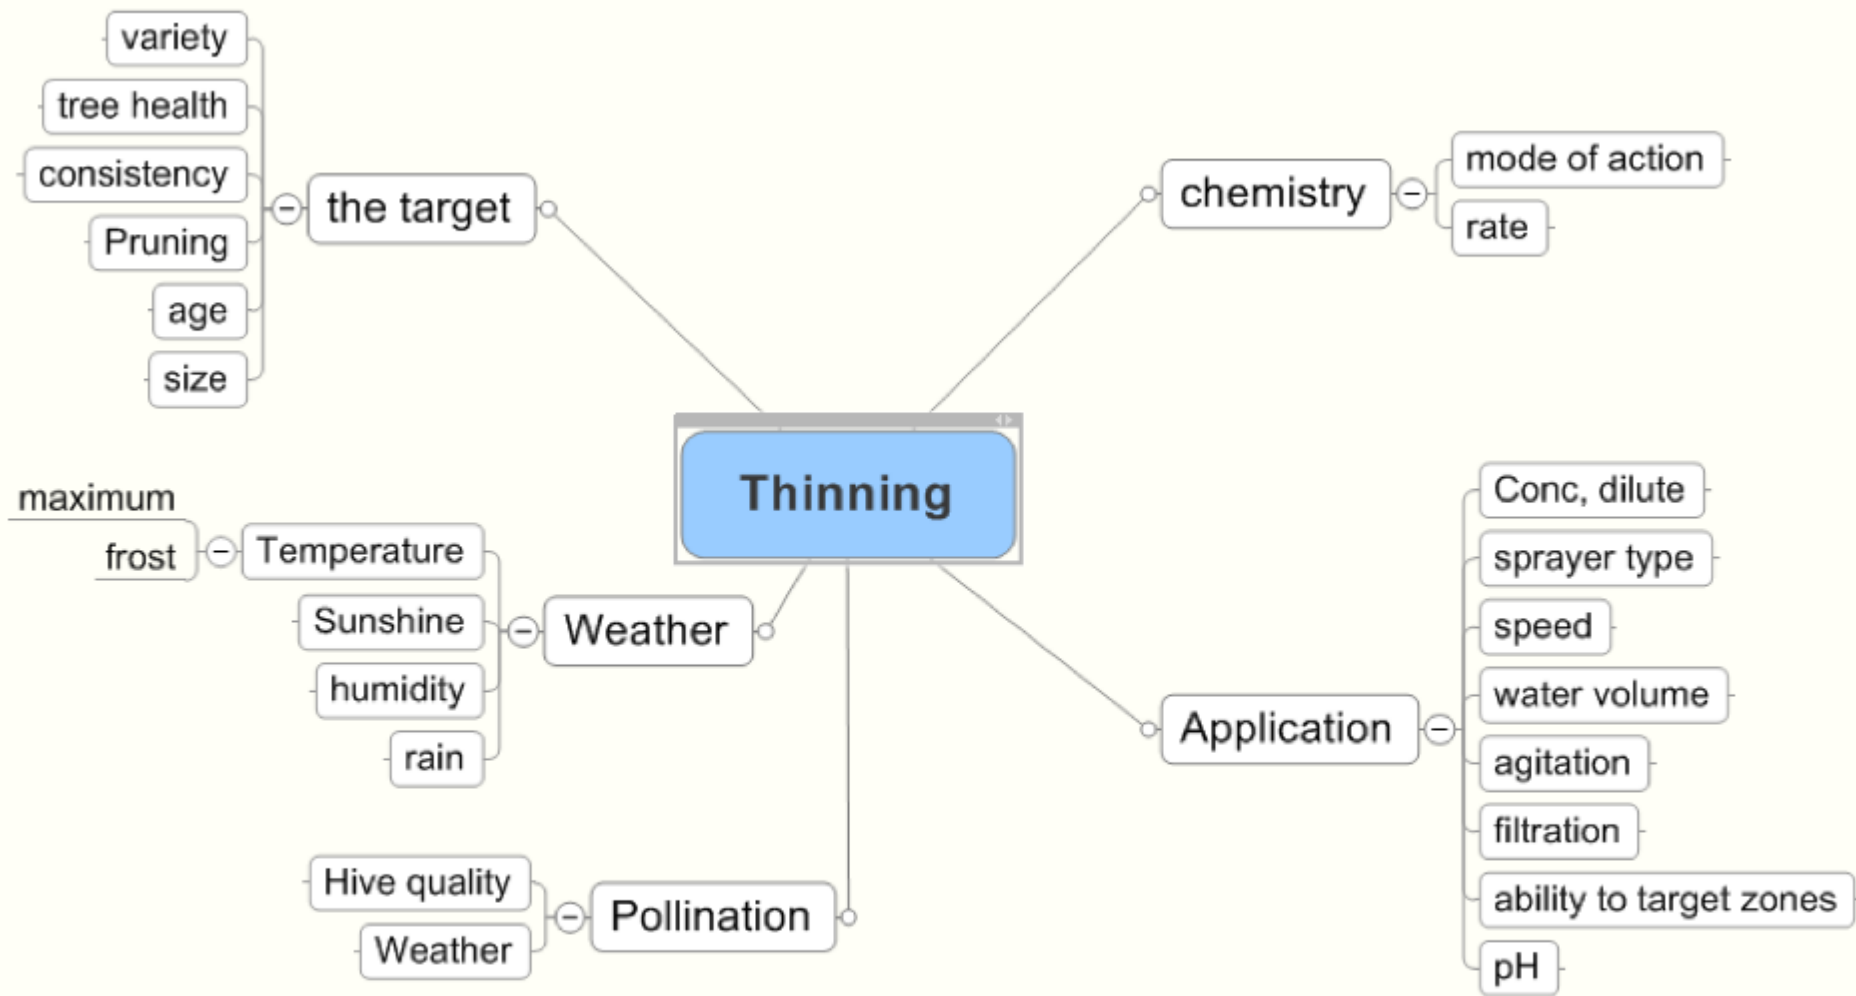 variety
tree health
consistency
Pruning
age
size
the target
chemistry
mode of action
rate
Thinning
maximum
frost
Temperature
Sunshine
humidity
rain
Weather
Hive quality
Weather
Pollination
Application
Conc, dilute
sprayer type
speed
water volume
agitation
filtration
ability to target zones
pH